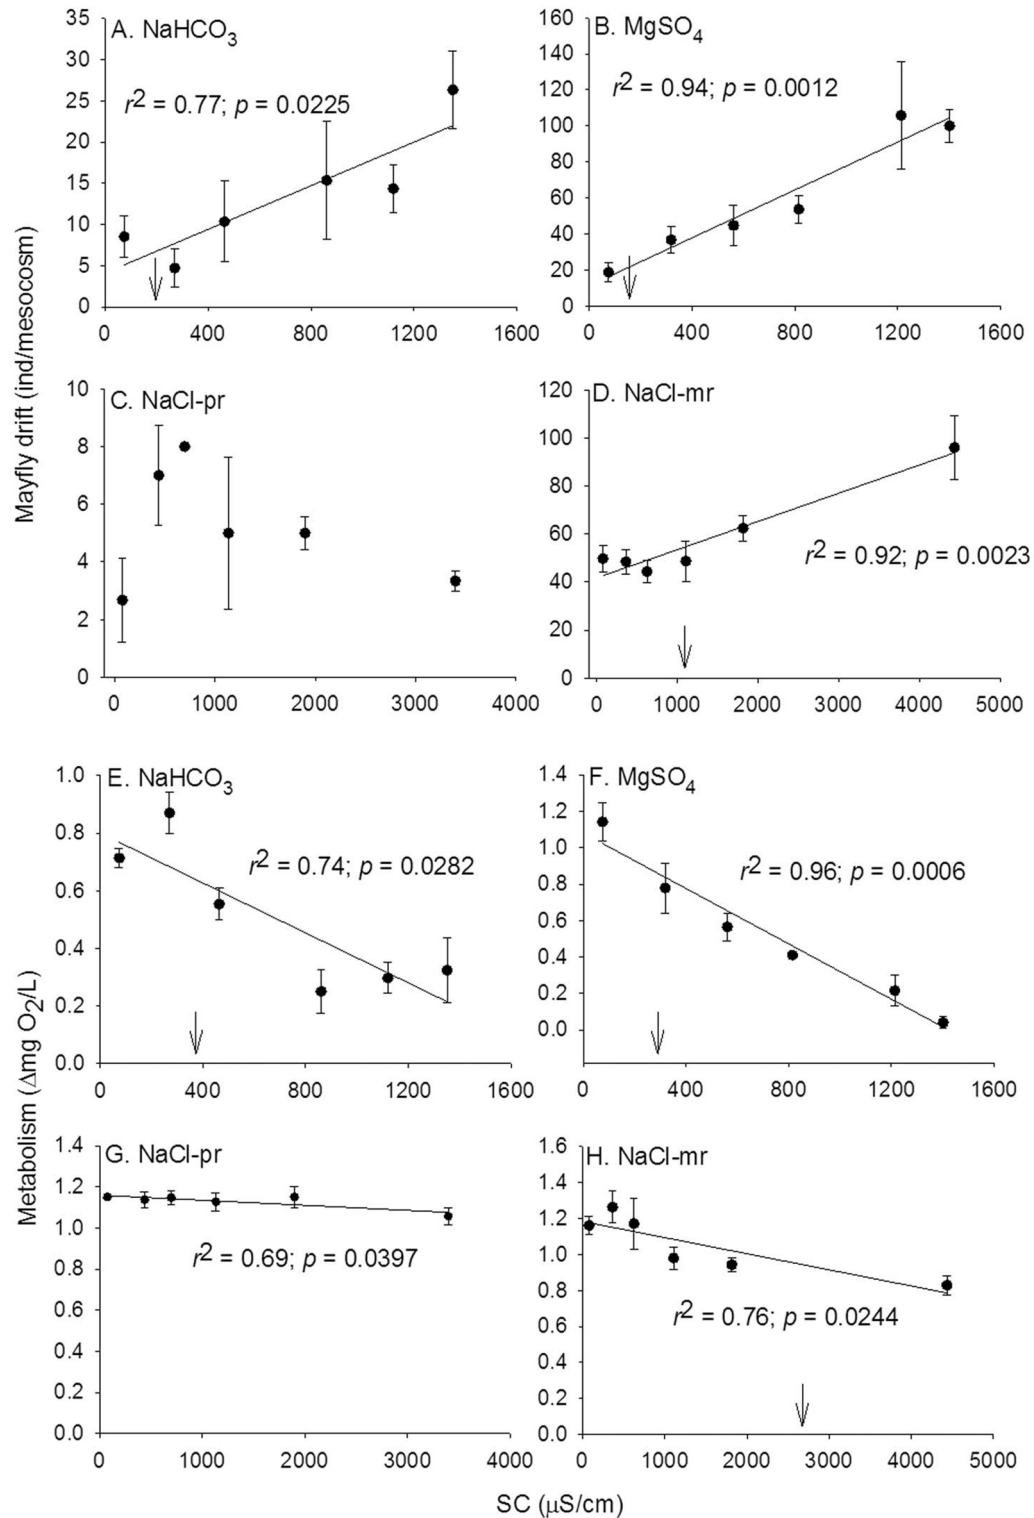 Mayfly drift (ind/mesocosm)
A. NaHCO3
r2 = 0.77; p = 0.0225
35
30
25
20
15
10
5
0
0 400 800 1200 1600
B. MgSO4
r2 = 0.94; p = 0.0012
160
140
120
100
80
60
40
20
0
0 400 800 1200 1600
C. NaCl-pr
10
8
6
4
2
0
0 1000 2000 3000 4000
D. NaCl-mr
r2 = 0.92; p = 0.0023
120
100
80
60
40
20
0
0 1000 2000 3000 4000 5000
Metabolism (Δmg O2/L)
E. NaHCO3
r2 = 0.74; p = 0.0282
1.0
0.8
0.6
0.4
0.2
0.0
0 400 800 1200 1600
F. MgSO4
r2 = 0.96; p = 0.0006
1.4
1.2
1.0
0.8
0.6
0.4
0.2
0.0
0 400 800 1200 1600
G. NaCl-pr
r2 = 0.69; p = 0.0397
1.4
1.2
1.0
0.8
0.6
0.4
0.2
0.0
0 1000 2000 3000 4000
H. NaCl-mr
r2 = 0.76; p = 0.0244
1.6
1.4
1.2
1.0
0.8
0.6
0.4
0.2
0.0
0 1000 2000 3000 4000 5000
SC (μS/cm)